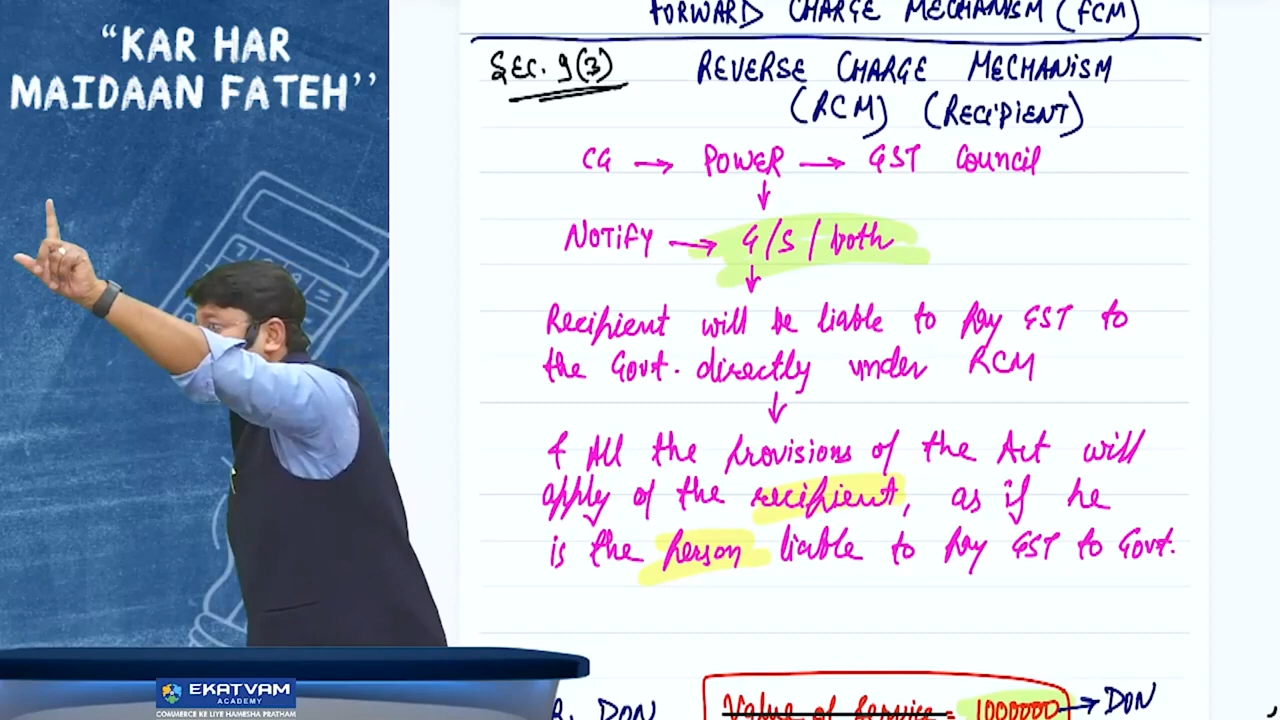 “KAR HAR
MAIDAAN FATEH’’
FORWARD CHARGE MECHANISM (FCM)
SEC. 9(3) REVERSE CHARGE MECHANISM
(RCM) (RECIPIENT)
CG → POWER → GST Council
↓
NOTIFY → G/S/both
↓
Recipient will be liable to pay GST to
the Govt. directly under RCM
↓
& All the provisions of the Act will
apply of the recipient, as if he
is the person liable to pay GST to Govt.
DON Value of Service = 1000000 → DON
EKATVAM
ACADEMY
COMMERCE KE LIYE HAMESHA PRATHAM